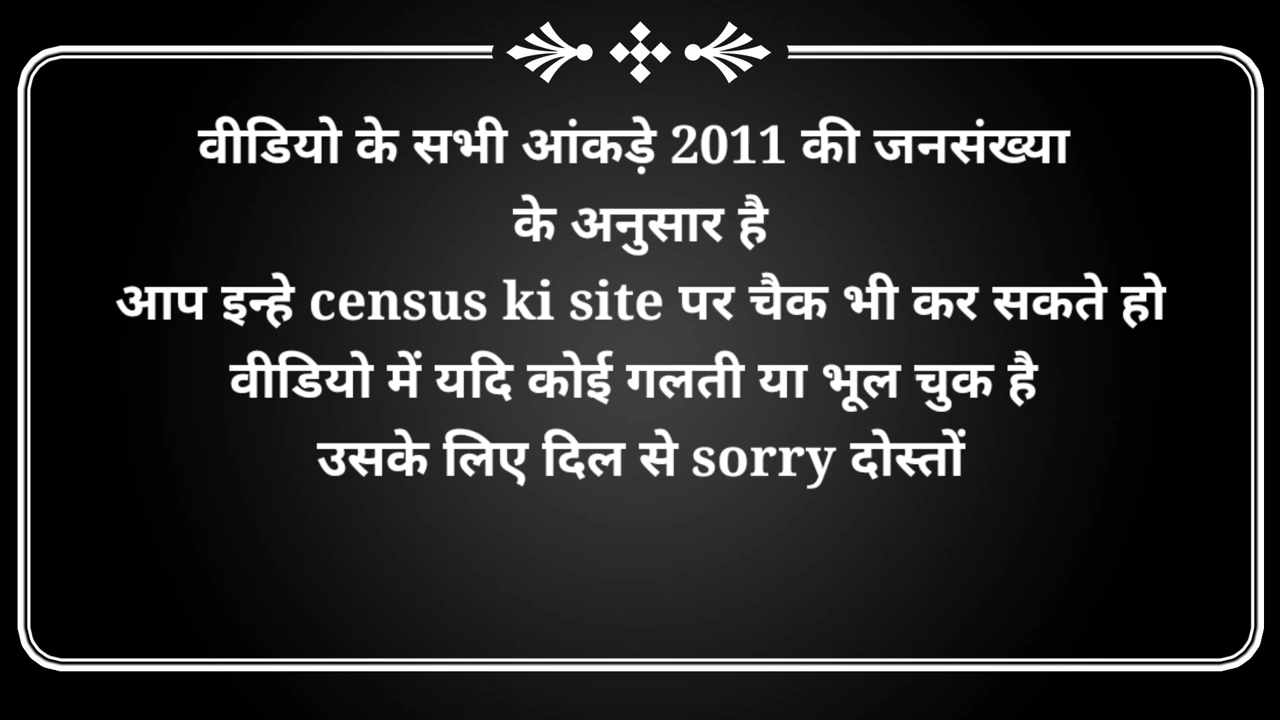 वीडियो के सभी आंकड़े 2011 की जनसंख्या
के अनुसार है
आप इन्हे census ki site पर चैक भी कर सकते हो
वीडियो में यदि कोई गलती या भूल चुक है
उसके लिए दिल से sorry दोस्तों